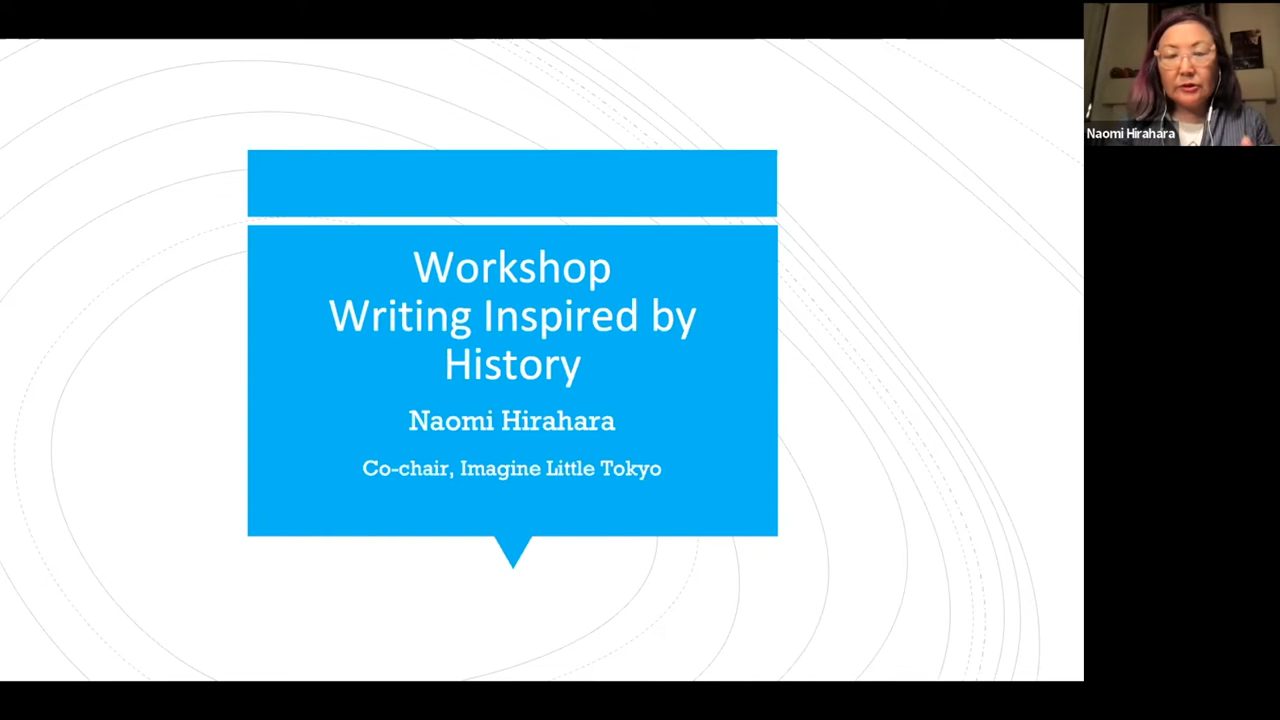 Workshop
Writing Inspired by
History
Naomi Hirahara
Co-chair, Imagine Little Tokyo
Naomi Hirahara